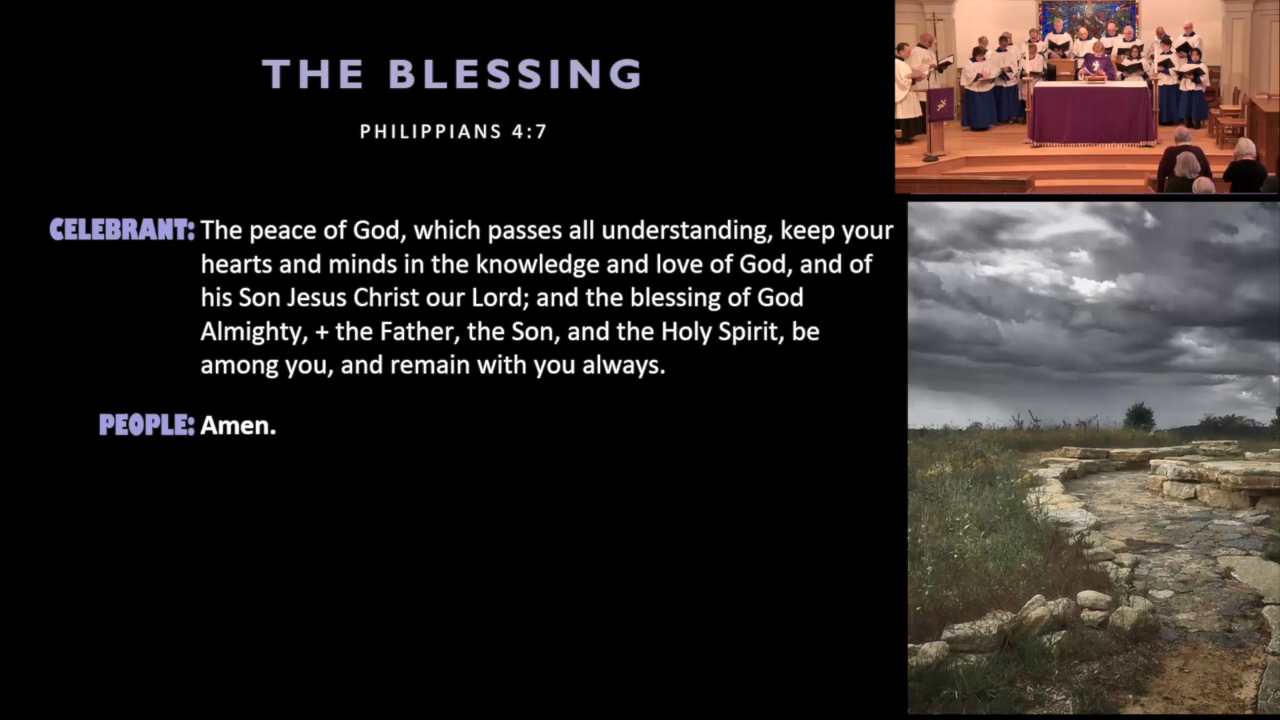 THE BLESSING
PHILIPPIANS 4:7
CELEBRANT: The peace of God, which passes all understanding, keep your
hearts and minds in the knowledge and love of God, and of
his Son Jesus Christ our Lord; and the blessing of God
Almighty, + the Father, the Son, and the Holy Spirit, be
among you, and remain with you always.
PEOPLE: Amen.